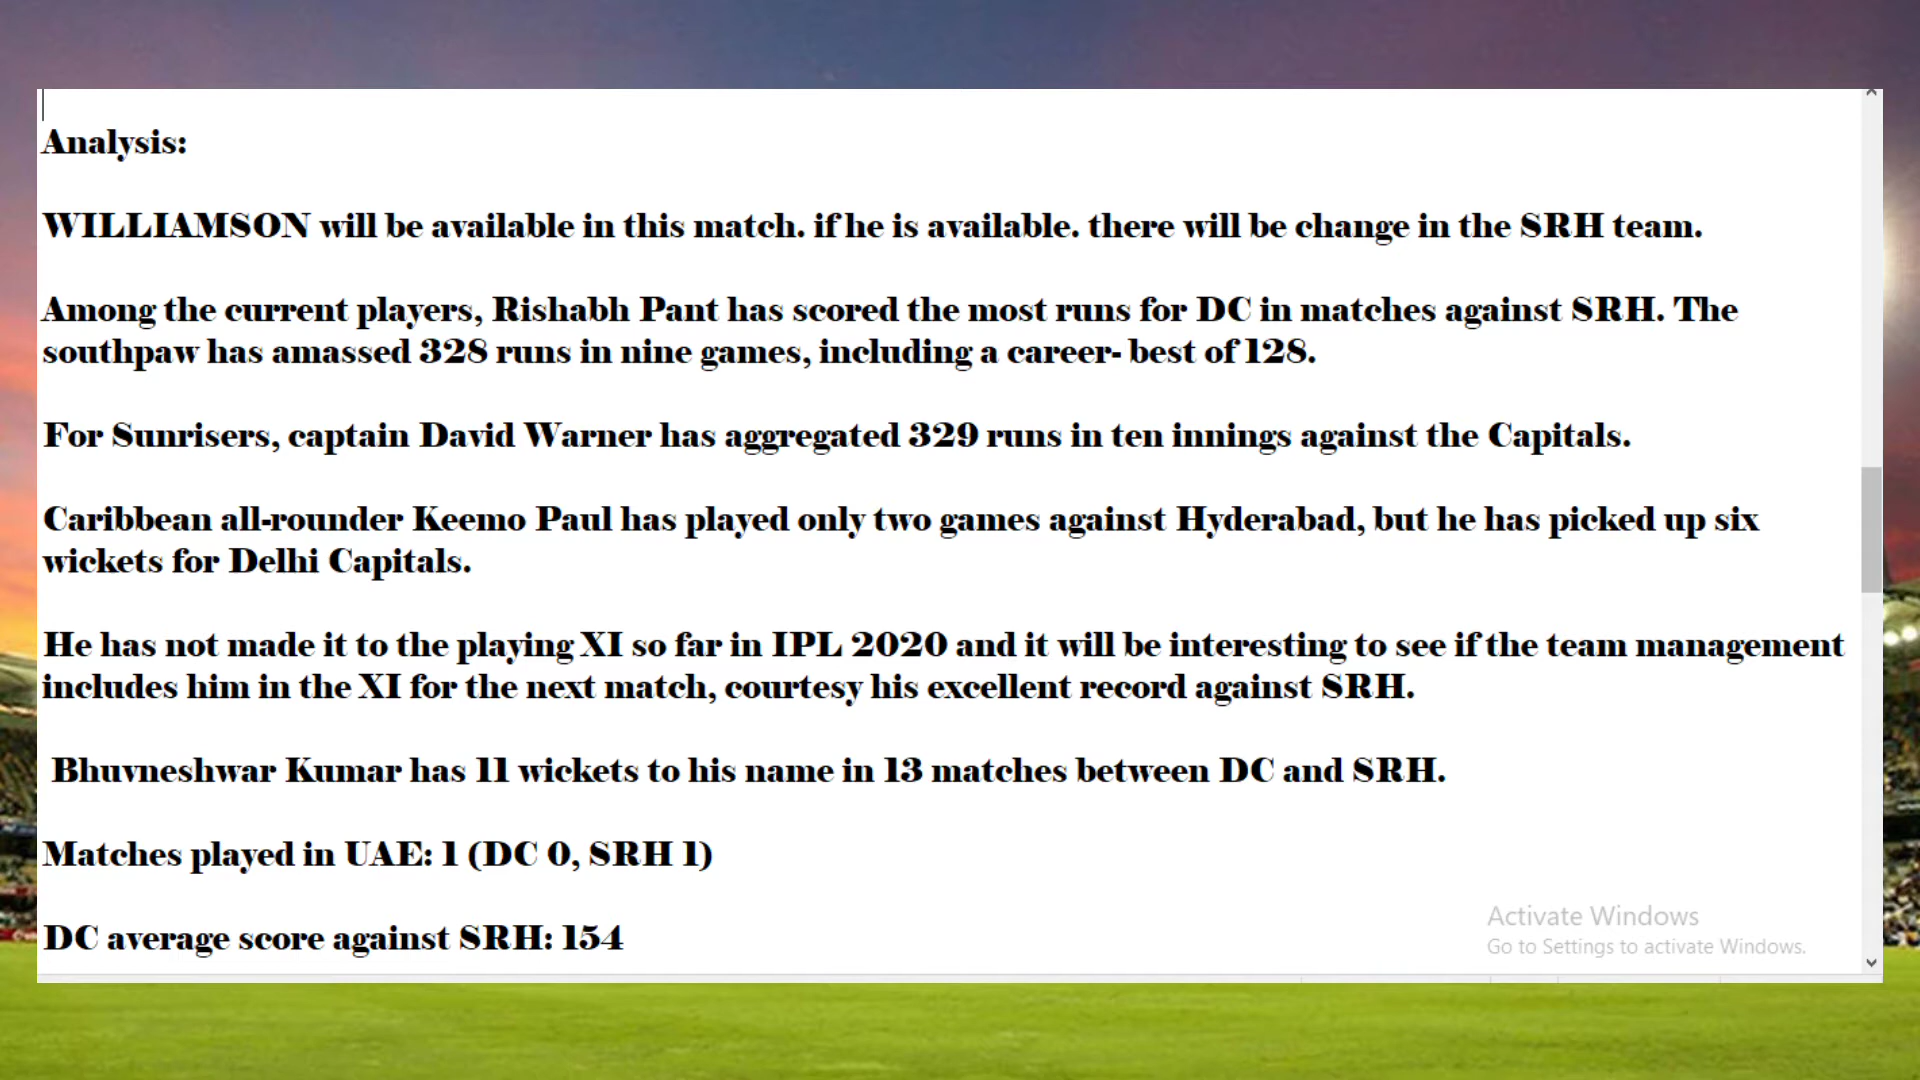 Analysis:
WILLIAMSON will be available in this match. if he is available. there will be change in the SRH team.
Among the current players, Rishabh Pant has scored the most runs for DC in matches against SRH. The
southpaw has amassed 328 runs in nine games, including a career- best of 128.
For Sunrisers, captain David Warner has aggregated 329 runs in ten innings against the Capitals.
Caribbean all-rounder Keemo Paul has played only two games against Hyderabad, but he has picked up six
wickets for Delhi Capitals.
He has not made it to the playing XI so far in IPL 2020 and it will be interesting to see if the team management
includes him in the XI for the next match, courtesy his excellent record against SRH.
Bhuvneshwar Kumar has 11 wickets to his name in 13 matches between DC and SRH.
Matches played in UAE: 1 (DC 0, SRH 1)
DC average score against SRH: 154
Activate Windows
Go to Settings to activate Windows.